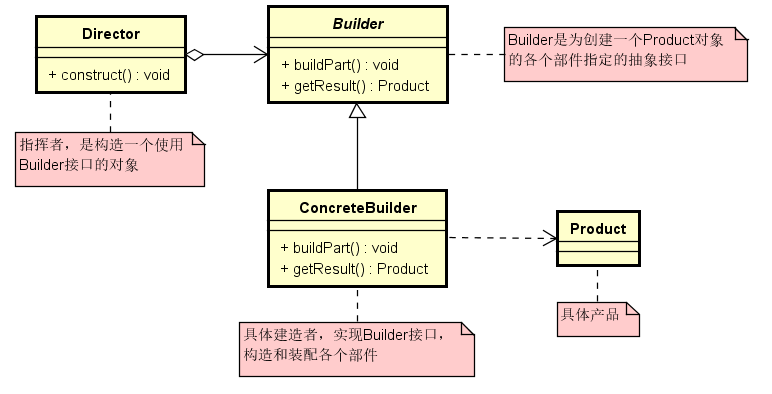 Director
+ construct() : void
指挥者，是构造一个使用
Builder接口的对象
Builder
+ buildPart() : void
+ getResult() : Product
Builder是为创建一个Product对象
的各个部件指定的抽象接口
ConcreteBuilder
+ buildPart() : void
+ getResult() : Product
具体建造者，实现Builder接口，
构造和装配各个部件
Product
具体产品